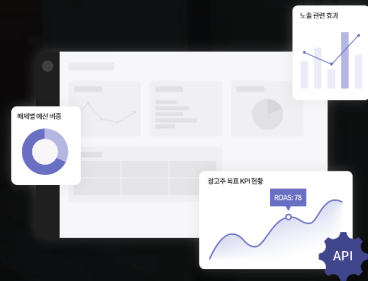 노출 관련 효과
매체별 예산 비중
광고주 목표 KPI 현황
ROAS: 78
API